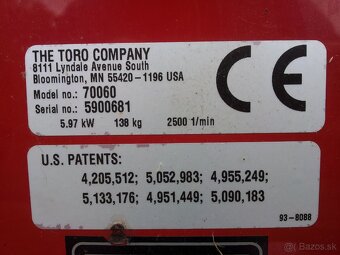 THE TORO COMPANY
8111 Lyndale Avenue South
Bloomington, MN 55420-1196 USA
Model no: 70060
Serial no: 5900681
5.97 kW 138 kg 2500 1/min
CE
U.S. PATENTS:
4,205,512; 5,052,983; 4,955,249;
5,133,176; 4,951,449; 5,090,183
93-8088
bazos.sk